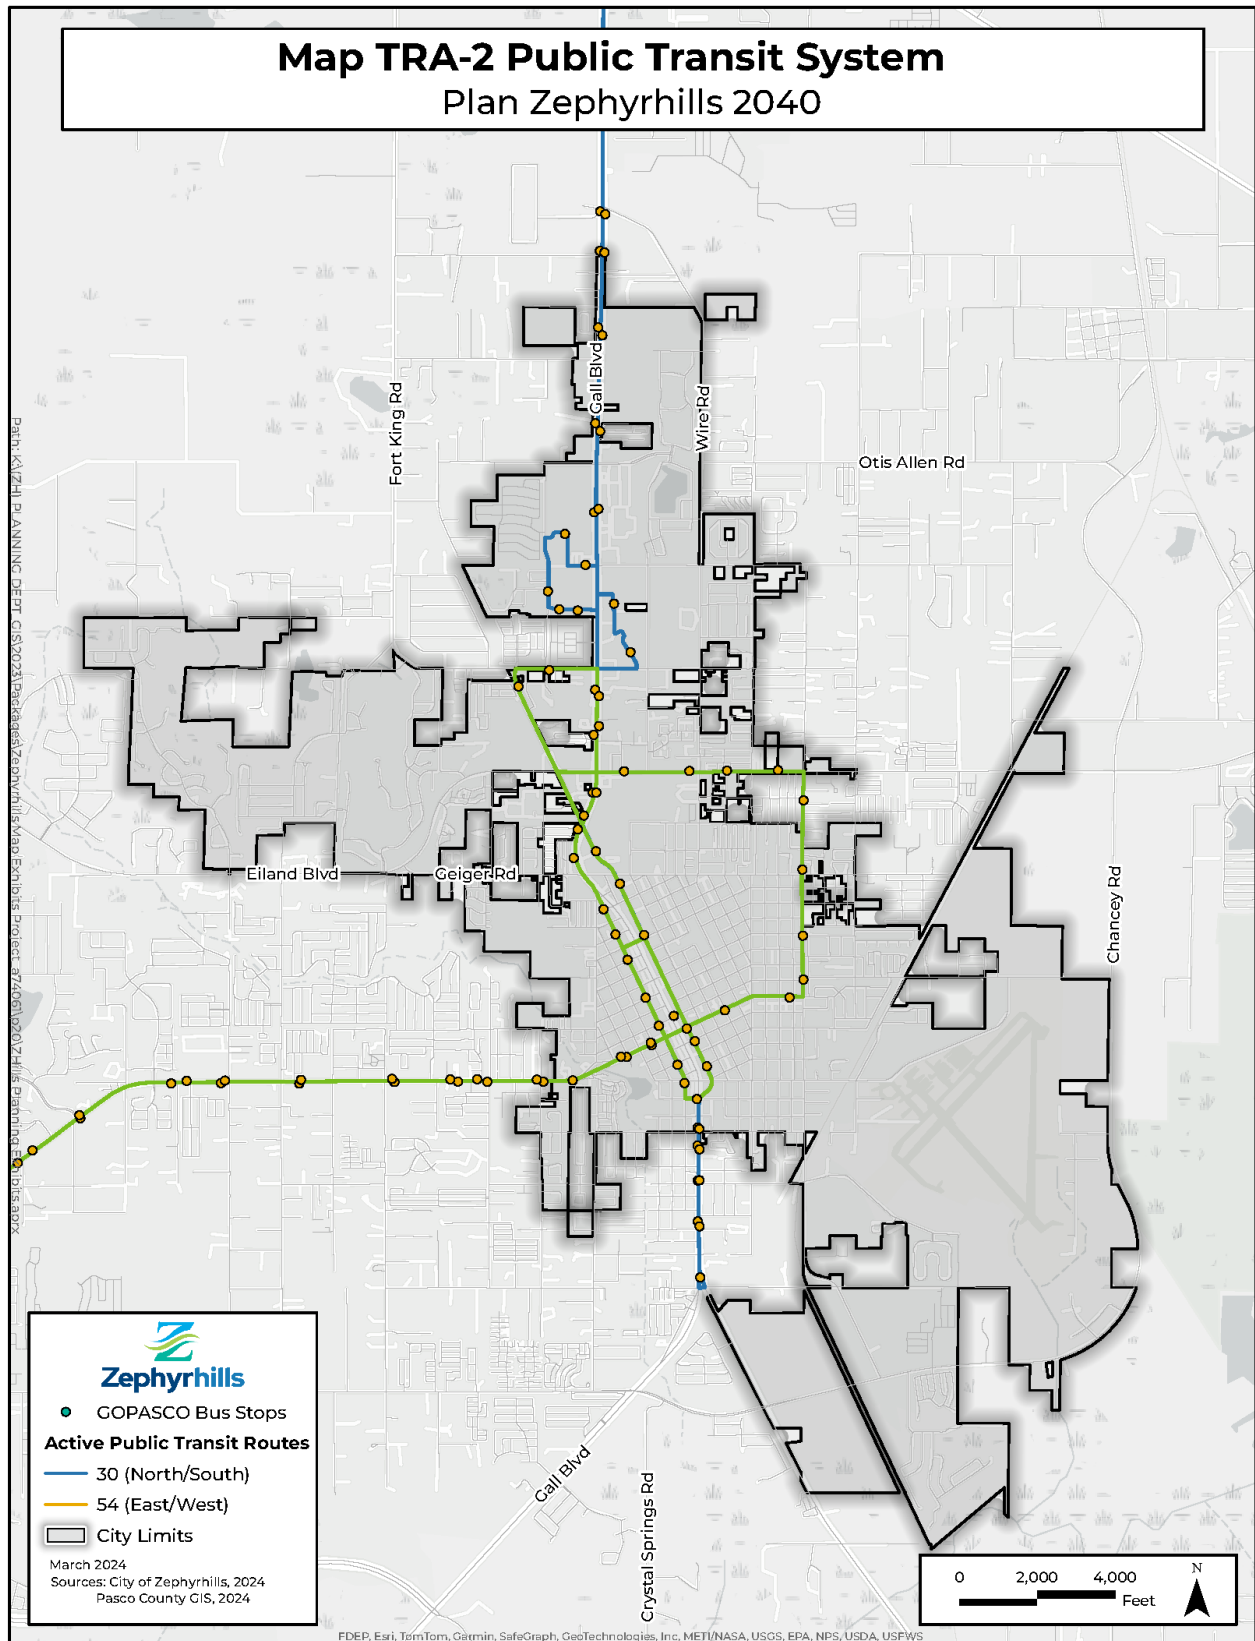 Map TRA-2 Public Transit System
Plan Zephyrhills 2040
Gall Blvd
Fort King Rd
Wire Rd
Otis Allen Rd
Eiland Blvd
Geiger Rd
Chancey Rd
Zephyrhills
GOPASCO Bus Stops
Active Public Transit Routes
30 (North/South)
54 (East/West)
City Limits
March 2024
Sources: City of Zephyrhills, 2024
Pasco County GIS, 2024
Gall Blvd
Crystal Springs Rd
0 2,000 4,000
Feet
N
FDEP, Esri, TomTom, Garmin, SafeGraph, GeoTechnologies, Inc, METI/NASA, USGS, EPA, NPS, USDA, USFWS